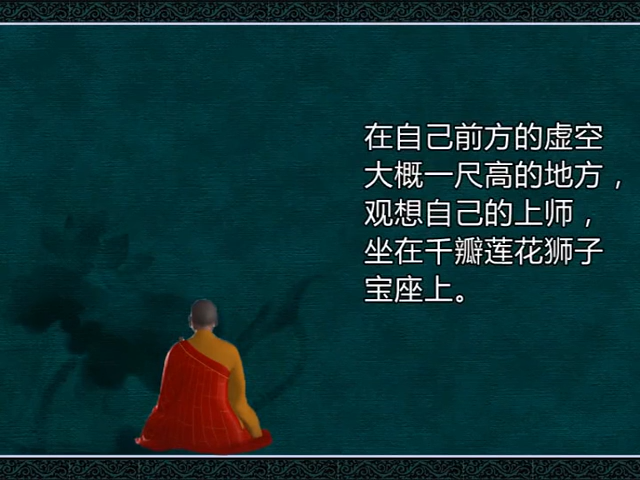 在自己前方的虚空
大概一尺高的地方，
观想自己的上师，
坐在千瓣莲花狮子
宝座上。